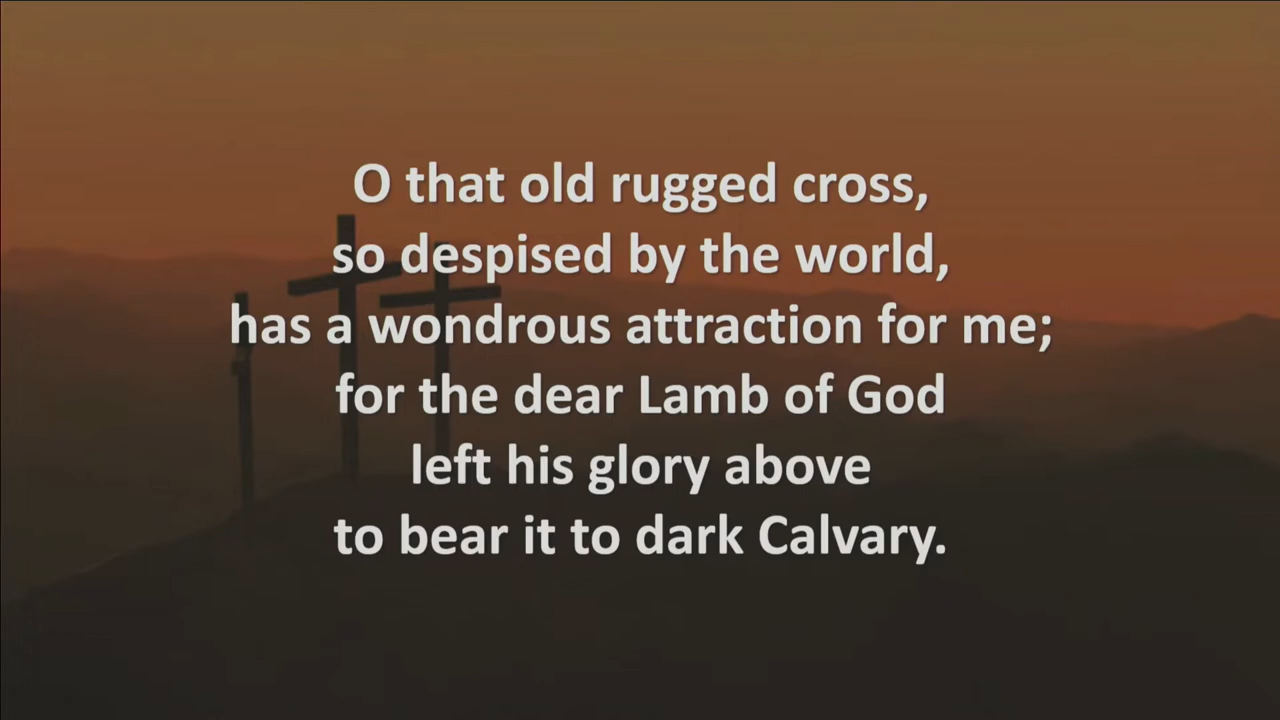 O that old rugged cross,
so despised by the world,
has a wondrous attraction for me;
for the dear Lamb of God
left his glory above
to bear it to dark Calvary.